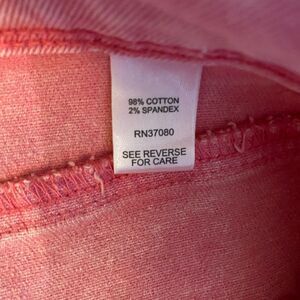 98% COTTON
2% SPANDEX
RN37080
SEE REVERSE
FOR CARE